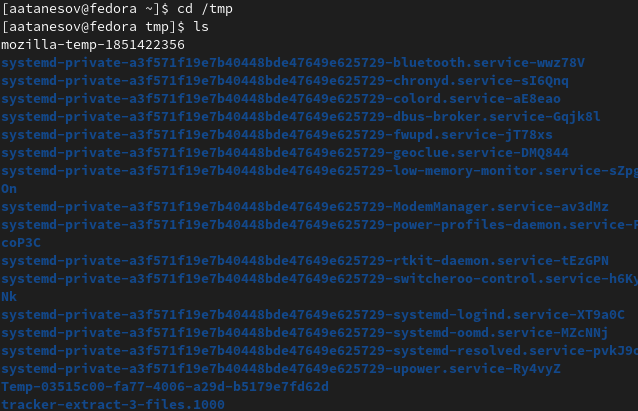 [aatanesov@fedora ~]$ cd /tmp
[aatanesov@fedora tmp]$ ls
mozilla-temp-1851422356
systemd-private-a3f571f19e7b40448bde47649e625729-bluetooth.service-wwz78V
systemd-private-a3f571f19e7b40448bde47649e625729-chronyd.service-sI6Qnq
systemd-private-a3f571f19e7b40448bde47649e625729-colord.service-aE8eao
systemd-private-a3f571f19e7b40448bde47649e625729-dbus-broker.service-Gqjk8l
systemd-private-a3f571f19e7b40448bde47649e625729-fwupd.service-jT78xs
systemd-private-a3f571f19e7b40448bde47649e625729-geoclue.service-DMQ844
systemd-private-a3f571f19e7b40448bde47649e625729-low-memory-monitor.service-sZpg
On
systemd-private-a3f571f19e7b40448bde47649e625729-ModemManager.service-av3dMz
systemd-private-a3f571f19e7b40448bde47649e625729-power-profiles-daemon.service-F
coP3C
systemd-private-a3f571f19e7b40448bde47649e625729-rtkit-daemon.service-tEzGPN
systemd-private-a3f571f19e7b40448bde47649e625729-switcheroo-control.service-h6Ky
Nk
systemd-private-a3f571f19e7b40448bde47649e625729-systemd-logind.service-XT9a0C
systemd-private-a3f571f19e7b40448bde47649e625729-systemd-oomd.service-MZcNNj
systemd-private-a3f571f19e7b40448bde47649e625729-systemd-resolved.service-pvkJ9o
systemd-private-a3f571f19e7b40448bde47649e625729-upower.service-Ry4vyZ
Temp-03515c00-fa77-4006-a29d-b5179e7fd62d
tracker-extract-3-files.1000